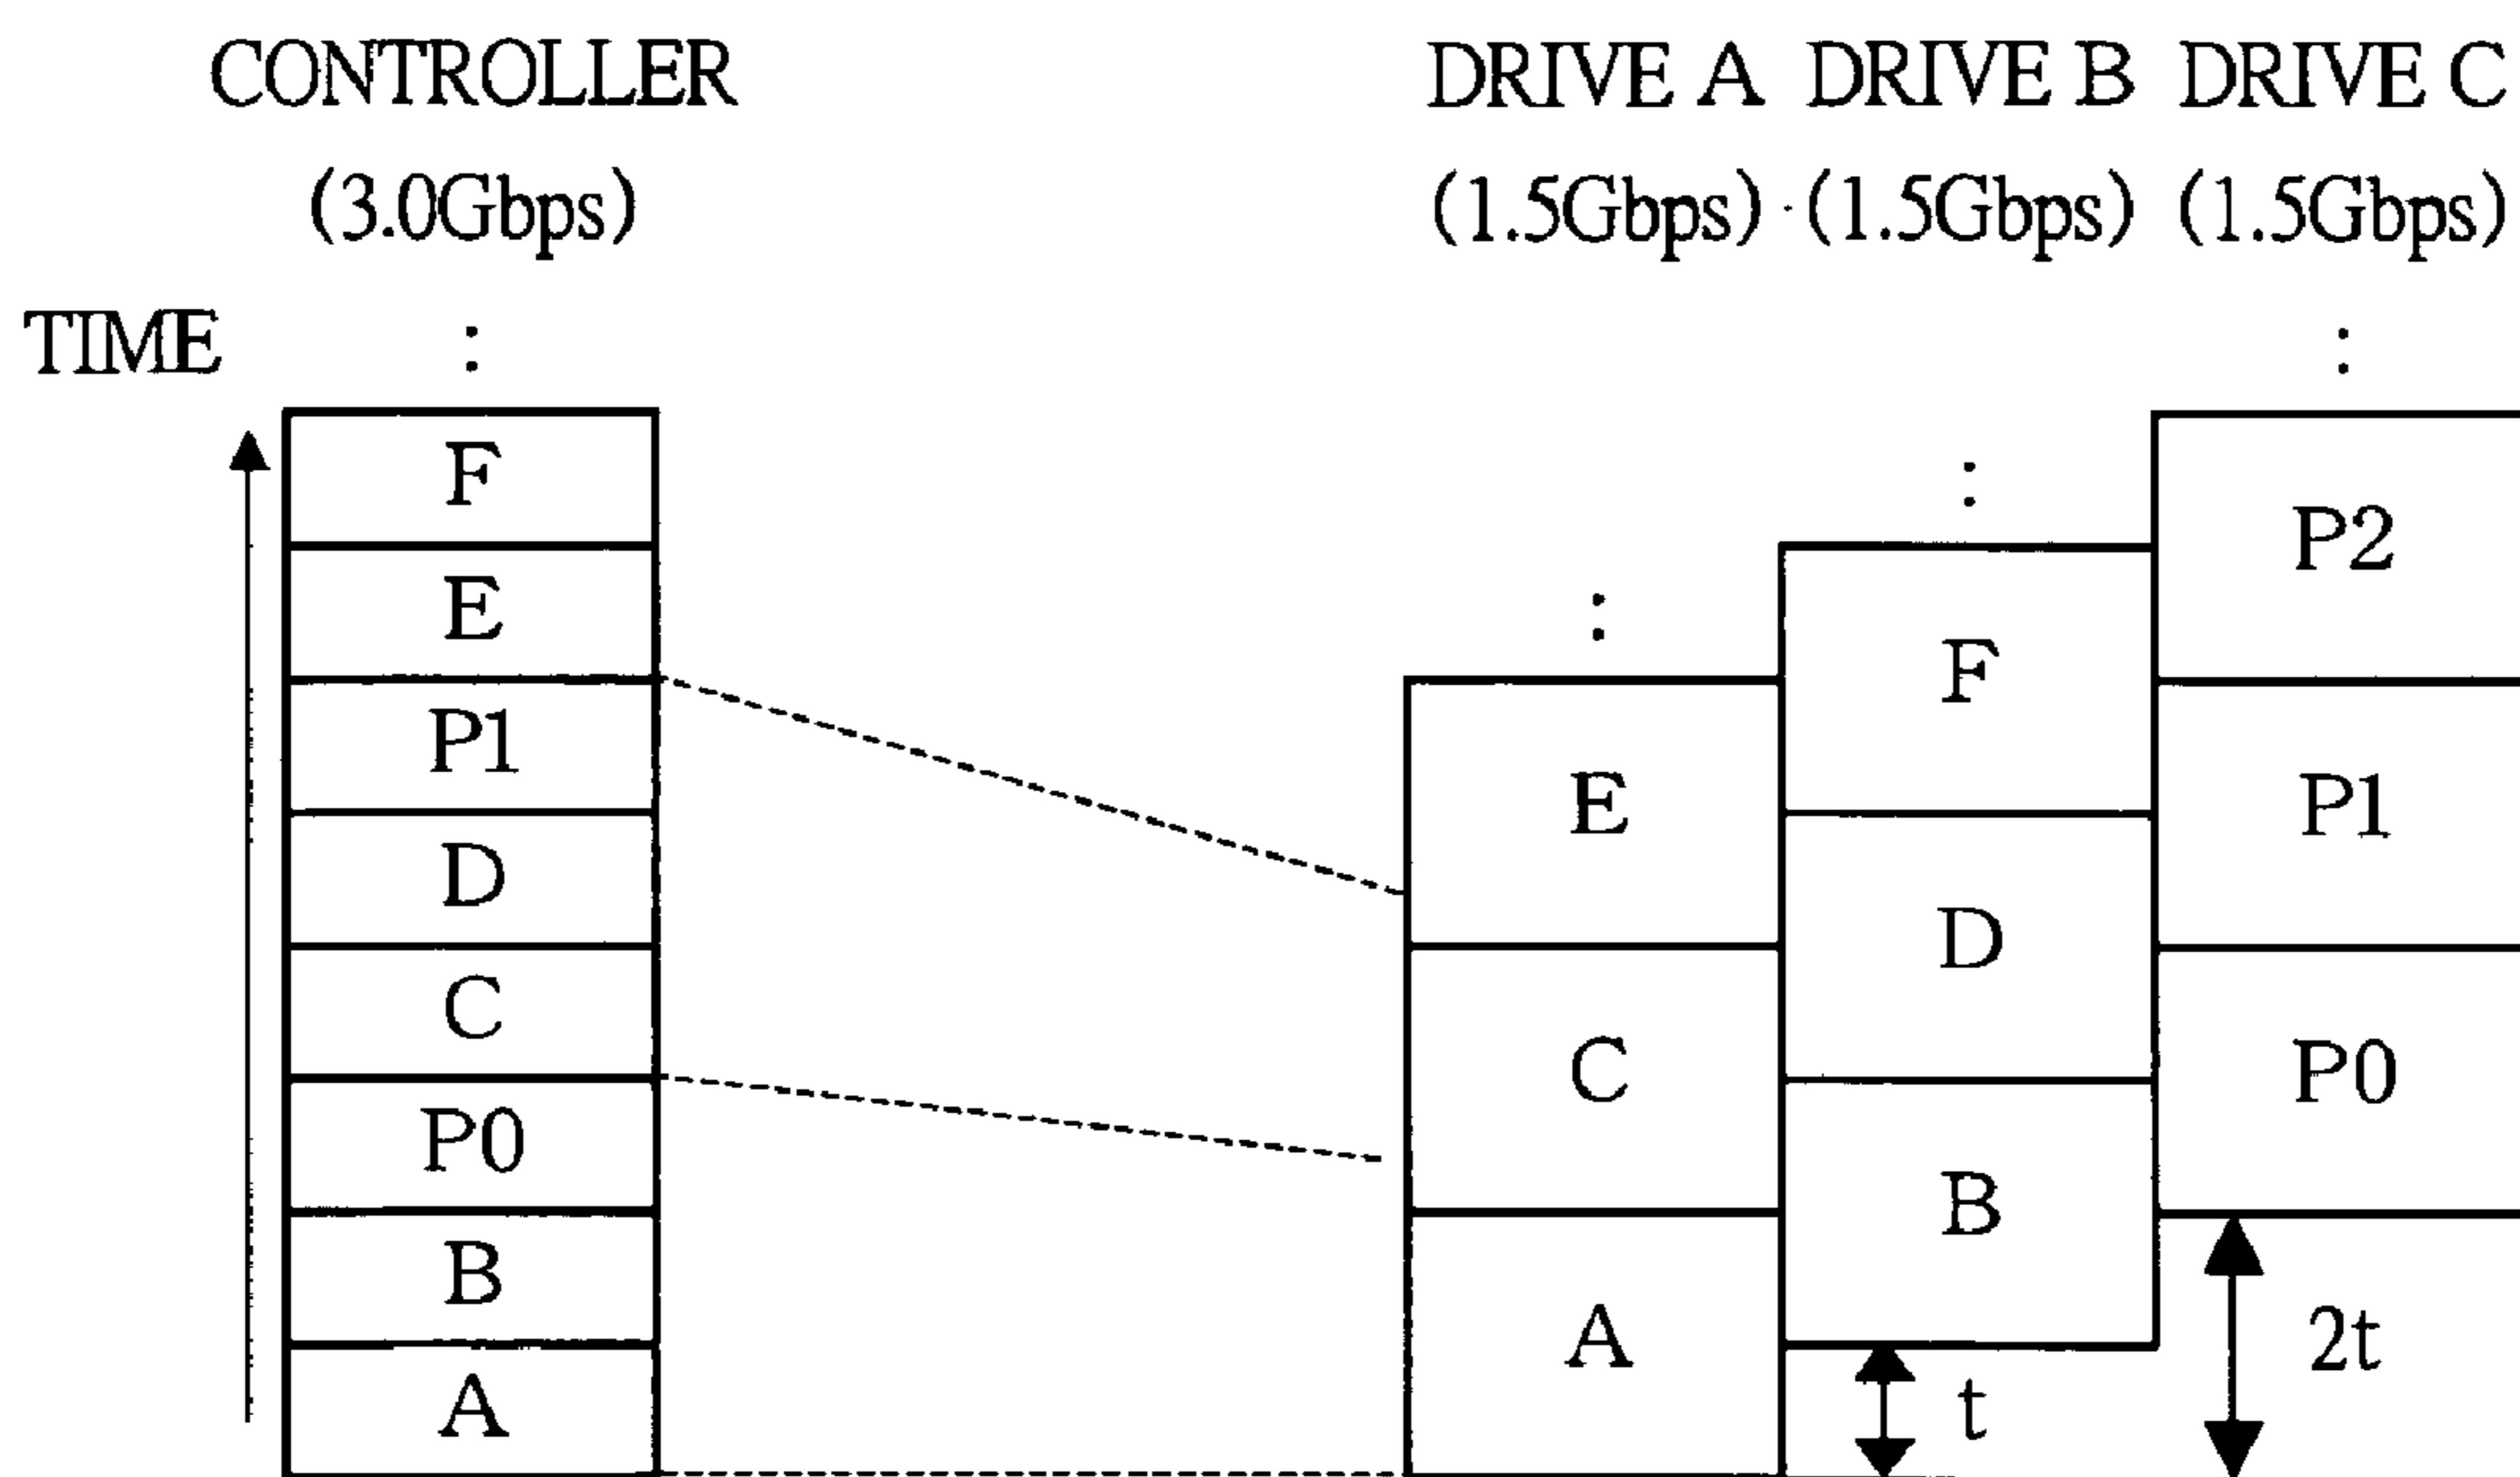 CONTROLLER DRIVE A DRIVE B DRIVE C
(3.0Gbps) (1.5Gbps) (1.5Gbps) (1.5Gbps)
TIME : :
F :
P2
E :
F
P1 E P1
D D
C C P0
P0
B B
A 2t
A t